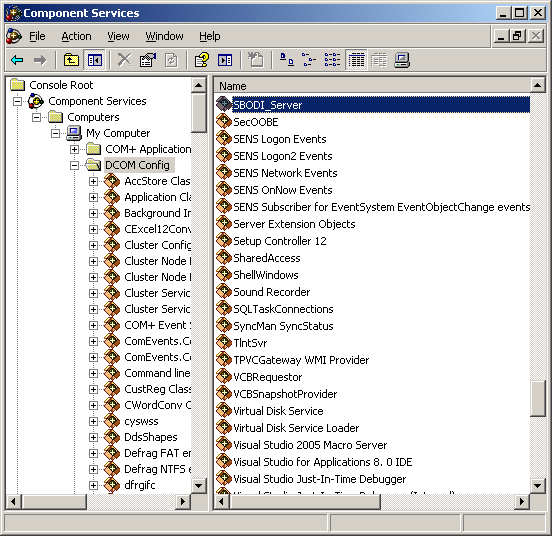 Component Services
File Action View Window Help
Console Root
Component Services
Computers
My Computer
COM+ Application
DCOM Config
AccStore Clas
Application Cla
Background In
CExcel12Conv
Cluster Config
Cluster Node I
Cluster Node I
Cluster Servic
Cluster Servic
COM+ Event S
ComEvents.Co
ComEvents.Co
Command line
CustReg Class
CWordConv C
cyswss
DdsShapes
Defrag FAT er
Defrag NTFS e
dfrgifc
Name
SBODI_Server
SecOOBE
SENS Logon Events
SENS Logon2 Events
SENS Network Events
SENS OnNow Events
SENS Subscriber for EventSystem EventObjectChange events
Server Extension Objects
Setup Controller 12
SharedAccess
ShellWindows
Sound Recorder
SQLTaskConnections
SyncMan SyncStatus
TlntSvr
TPVCGateway WMI Provider
VCBRequestor
VCBSnapshotProvider
Virtual Disk Service
Virtual Disk Service Loader
Visual Studio 2005 Macro Server
Visual Studio for Applications 8. 0 IDE
Visual Studio Just-In-Time Debugger